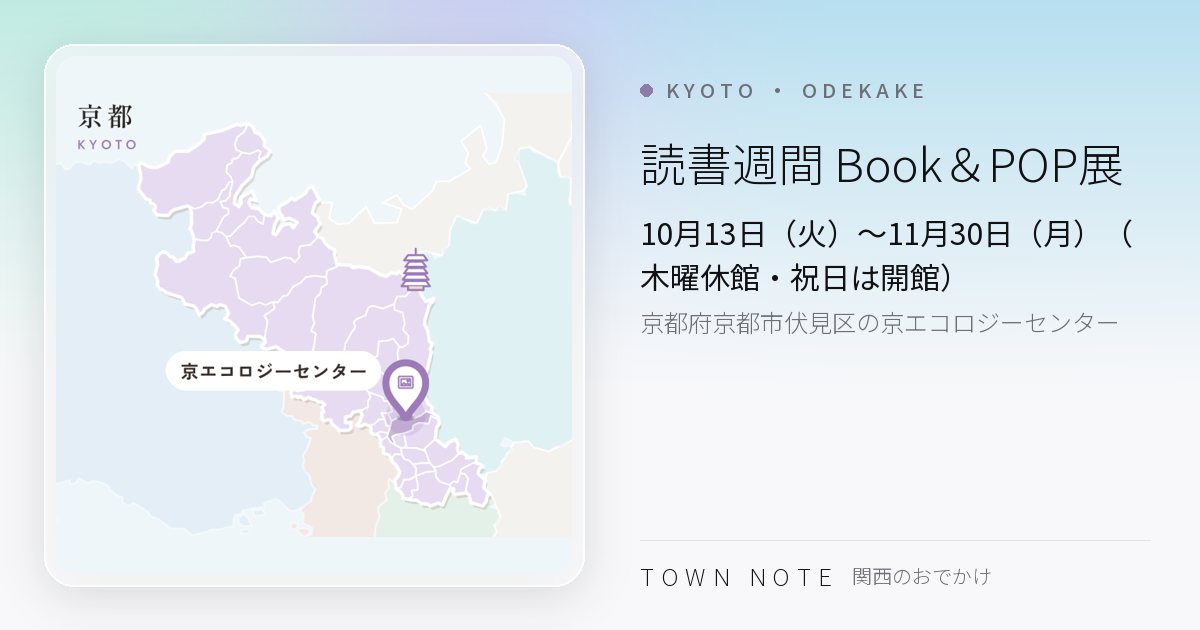 京都
KYOTO
京エコロジーセンター
KYOTO • ODEKAKE
読書週間 Book＆POP展
10月13日（火）〜11月30日（月）（
木曜休館・祝日は開館）
京都府京都市伏見区の京エコロジーセンター
TOWN NOTE 関西のおでかけ